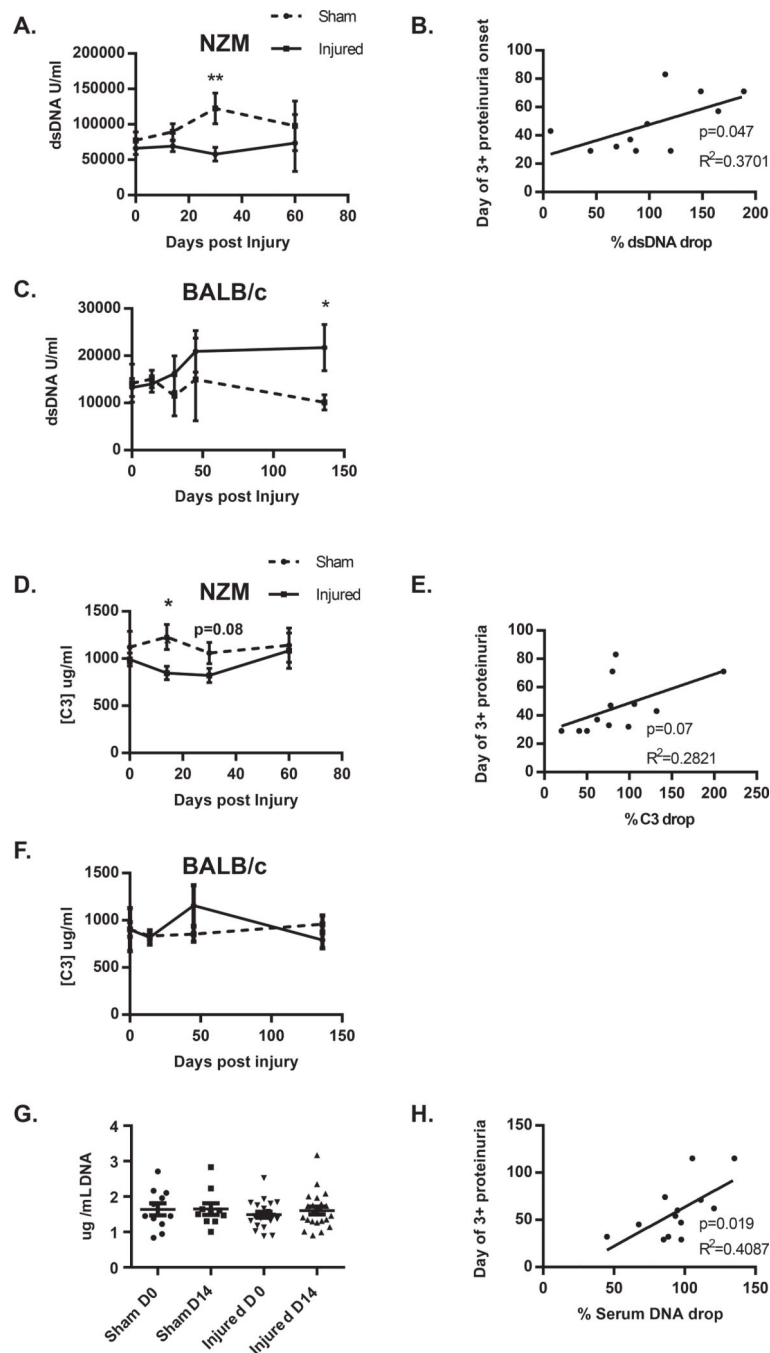 A.
NZM
Sham
Injured
dsDNA U/ml
200000
150000
100000
50000
0
**
0 20 40 60 80
Days post Injury
B.
Day of 3+ proteinuria onset
100
80
60
40
20
0
p=0.047
R2=0.3701
0 50 100 150 200
% dsDNA drop
C.
BALB/c
dsDNA U/ml
30000
20000
10000
0
*
0 50 100 150
Days post Injury
D.
NZM
Sham
Injured
[C3] ug/ml
1500
1000
500
0
*
p=0.08
0 20 40 60 80
Days post Injury
E.
Day of 3+ proteinuria
100
80
60
40
20
0
p=0.07
R2=0.2821
0 50 100 150 200 250
% C3 drop
F.
BALB/c
[C3] ug/ml
1500
1000
500
0
0 50 100 150
Days post injury
G.
ug /mL DNA
4
3
2
1
0
Sham D0
Sham D14
Injured D 0
Injured D14
H.
Day of 3+ proteinuria
150
100
50
0
p=0.019
R2=0.4087
0 50 100 150
% Serum DNA drop